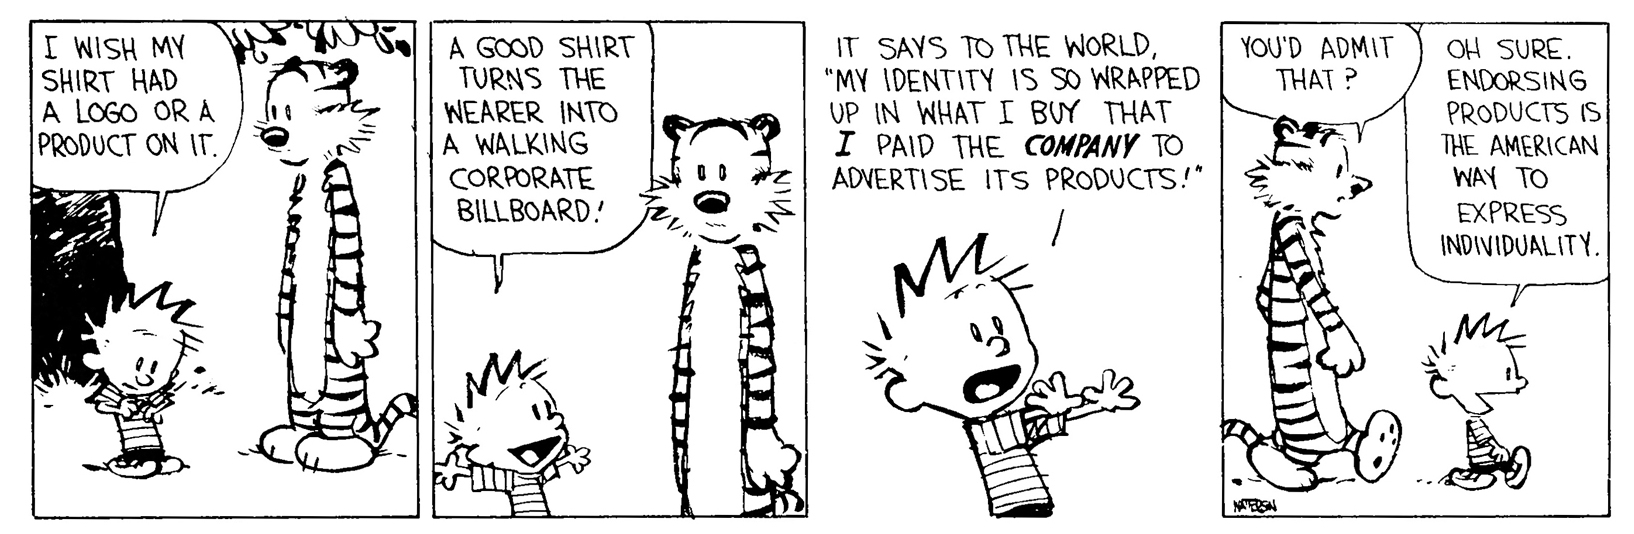 I WISH MY
SHIRT HAD
A LOGO OR A
PRODUCT ON IT.
A GOOD SHIRT
TURNS THE
WEARER INTO
A WALKING
CORPORATE
BILLBOARD!
IT SAYS TO THE WORLD,
"MY IDENTITY IS SO WRAPPED
UP IN WHAT I BUY THAT
I PAID THE COMPANY TO
ADVERTISE ITS PRODUCTS!"
YOU'D ADMIT
THAT?
OH SURE.
ENDORSING
PRODUCTS IS
THE AMERICAN
WAY TO
EXPRESS
INDIVIDUALITY.
WATTERSON